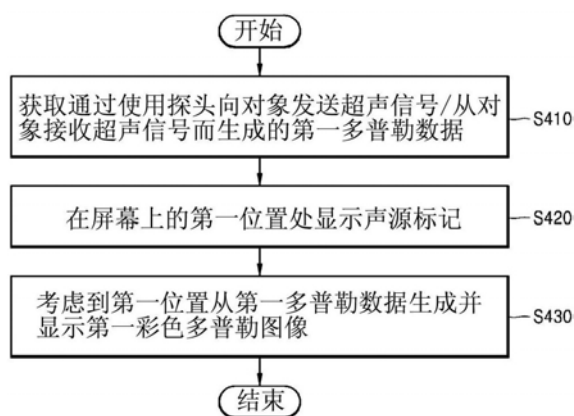 开始
获取通过使用探头向对象发送超声信号/从对
象接收超声信号而生成的第一多普勒数据
S410
在屏幕上的第一位置处显示声源标记
S420
考虑到第一位置从第一多普勒数据生成并
显示第一彩色多普勒图像
S430
结束